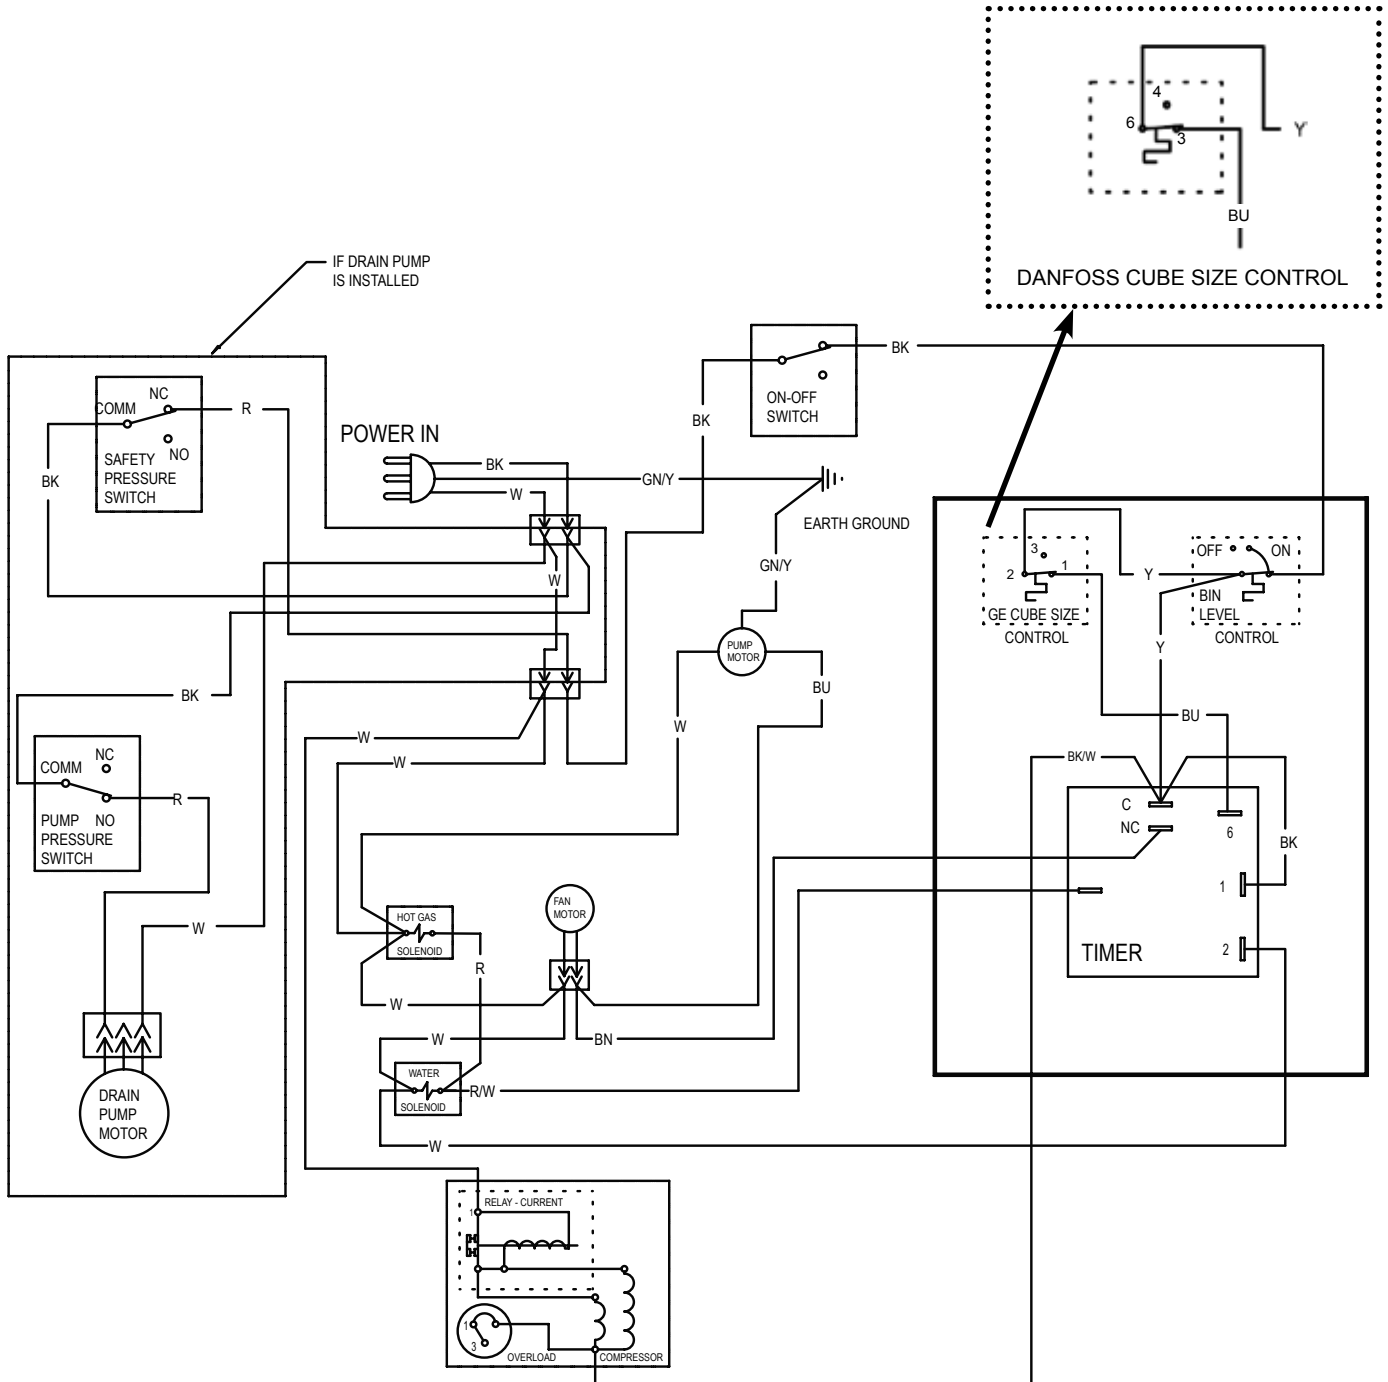 4
6
3
Y
BU
DANFOSS CUBE SIZE CONTROL
IF DRAIN PUMP
IS INSTALLED
BK
ON-OFF
SWITCH
BK
NC
COMM
R
NO
SAFETY
PRESSURE
SWITCH
BK
POWER IN
BK
W
GN/Y
EARTH GROUND
GN/Y
W
OFF
ON
3
2
1
Y
BIN
LEVEL
CONTROL
GE CUBE SIZE
CONTROL
Y
PUMP
MOTOR
BU
W
BK
W
W
BU
BK/W
NC
COMM
PUMP
NO
PRESSURE
SWITCH
R
C
NC
6
BK
1
2
TIMER
FAN
MOTOR
HOT GAS
SOLENOID
R
W
W
W
BN
WATER
SOLENOID
R/W
W
DRAIN
PUMP
MOTOR
RELAY - CURRENT
1
1
3
OVERLOAD
COMPRESSOR